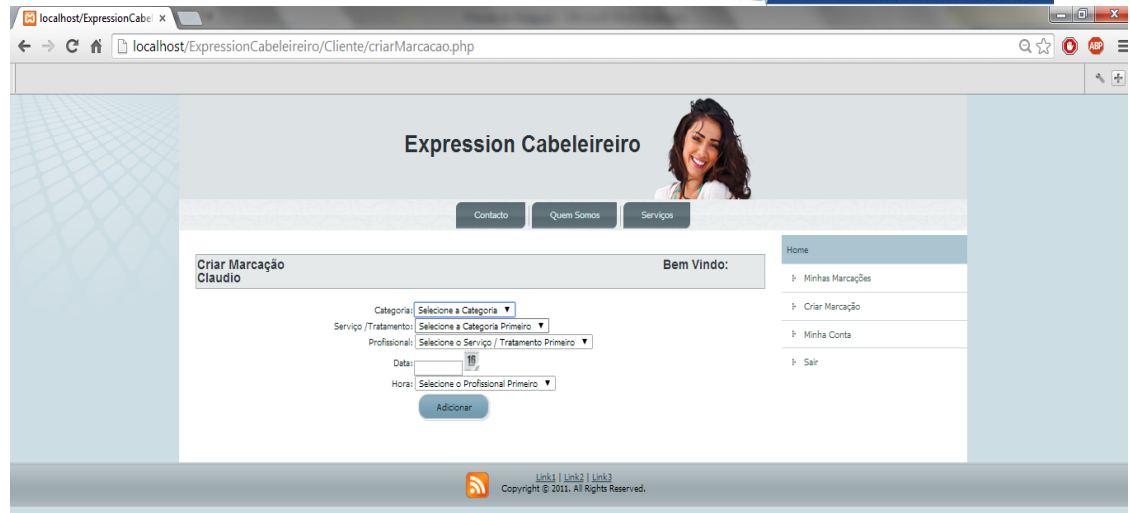 localhost/ExpressionCabel
localhost/ExpressionCabeleireiro/Cliente/criarMarcacao.php
ABP
Expression Cabeleireiro
Contacto Quem Somos Serviços
Home
Criar Marcação Bem Vindo:
Claudio
Minhas Marcações
Criar Marcação
Minha Conta
Sair
Categoria: Selecione a Categoria
Serviço /Tratamento: Selecione a Categoria Primeiro
Profissional: Selecione o Serviço / Tratamento Primeiro
Data: 16
Hora: Selecione o Profissional Primeiro
Adicionar
Link1 | Link2 | Link3
Copyright © 2011. All Rights Reserved.